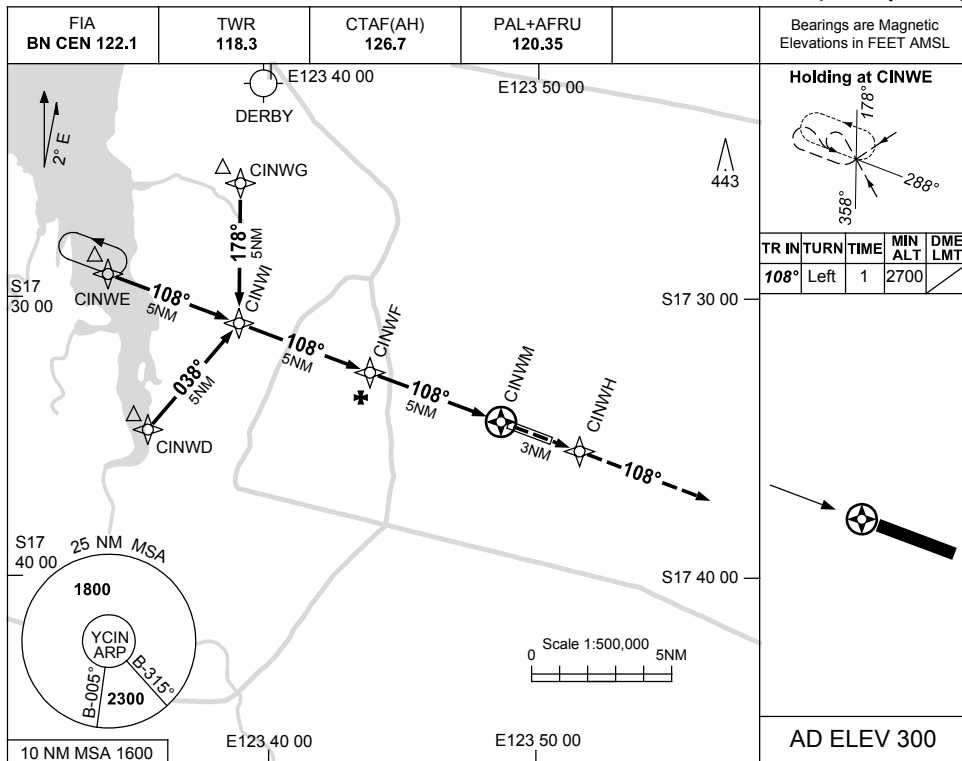 FIA
BN CEN 122.1
TWR
118.3
CTAF(AH)
126.7
PAL+AFRU
120.35
Bearings are Magnetic
Elevations in FEET AMSL
E123 40 00
E123 50 00
DERBY
2° E
CINWG
443
178°
5NM
CINWE
S17
30 00
108°
5NM
CINWI
S17 30 00
108°
5NM
CINWF
038°
5NM
CINWD
108°
5NM
CINWM
3NM
CINWH
108°
Holding at CINWE
178°
288°
358°
TR IN TURN TIME MIN ALT DME LMT
108° Left 1 2700
S17
40 00
25 NM MSA
1800
YCIN
ARP
B-005°
B-315°
2300
S17 40 00
Scale 1:500,000
0 5NM
10 NM MSA 1600
E123 40 00
E123 50 00
AD ELEV 300